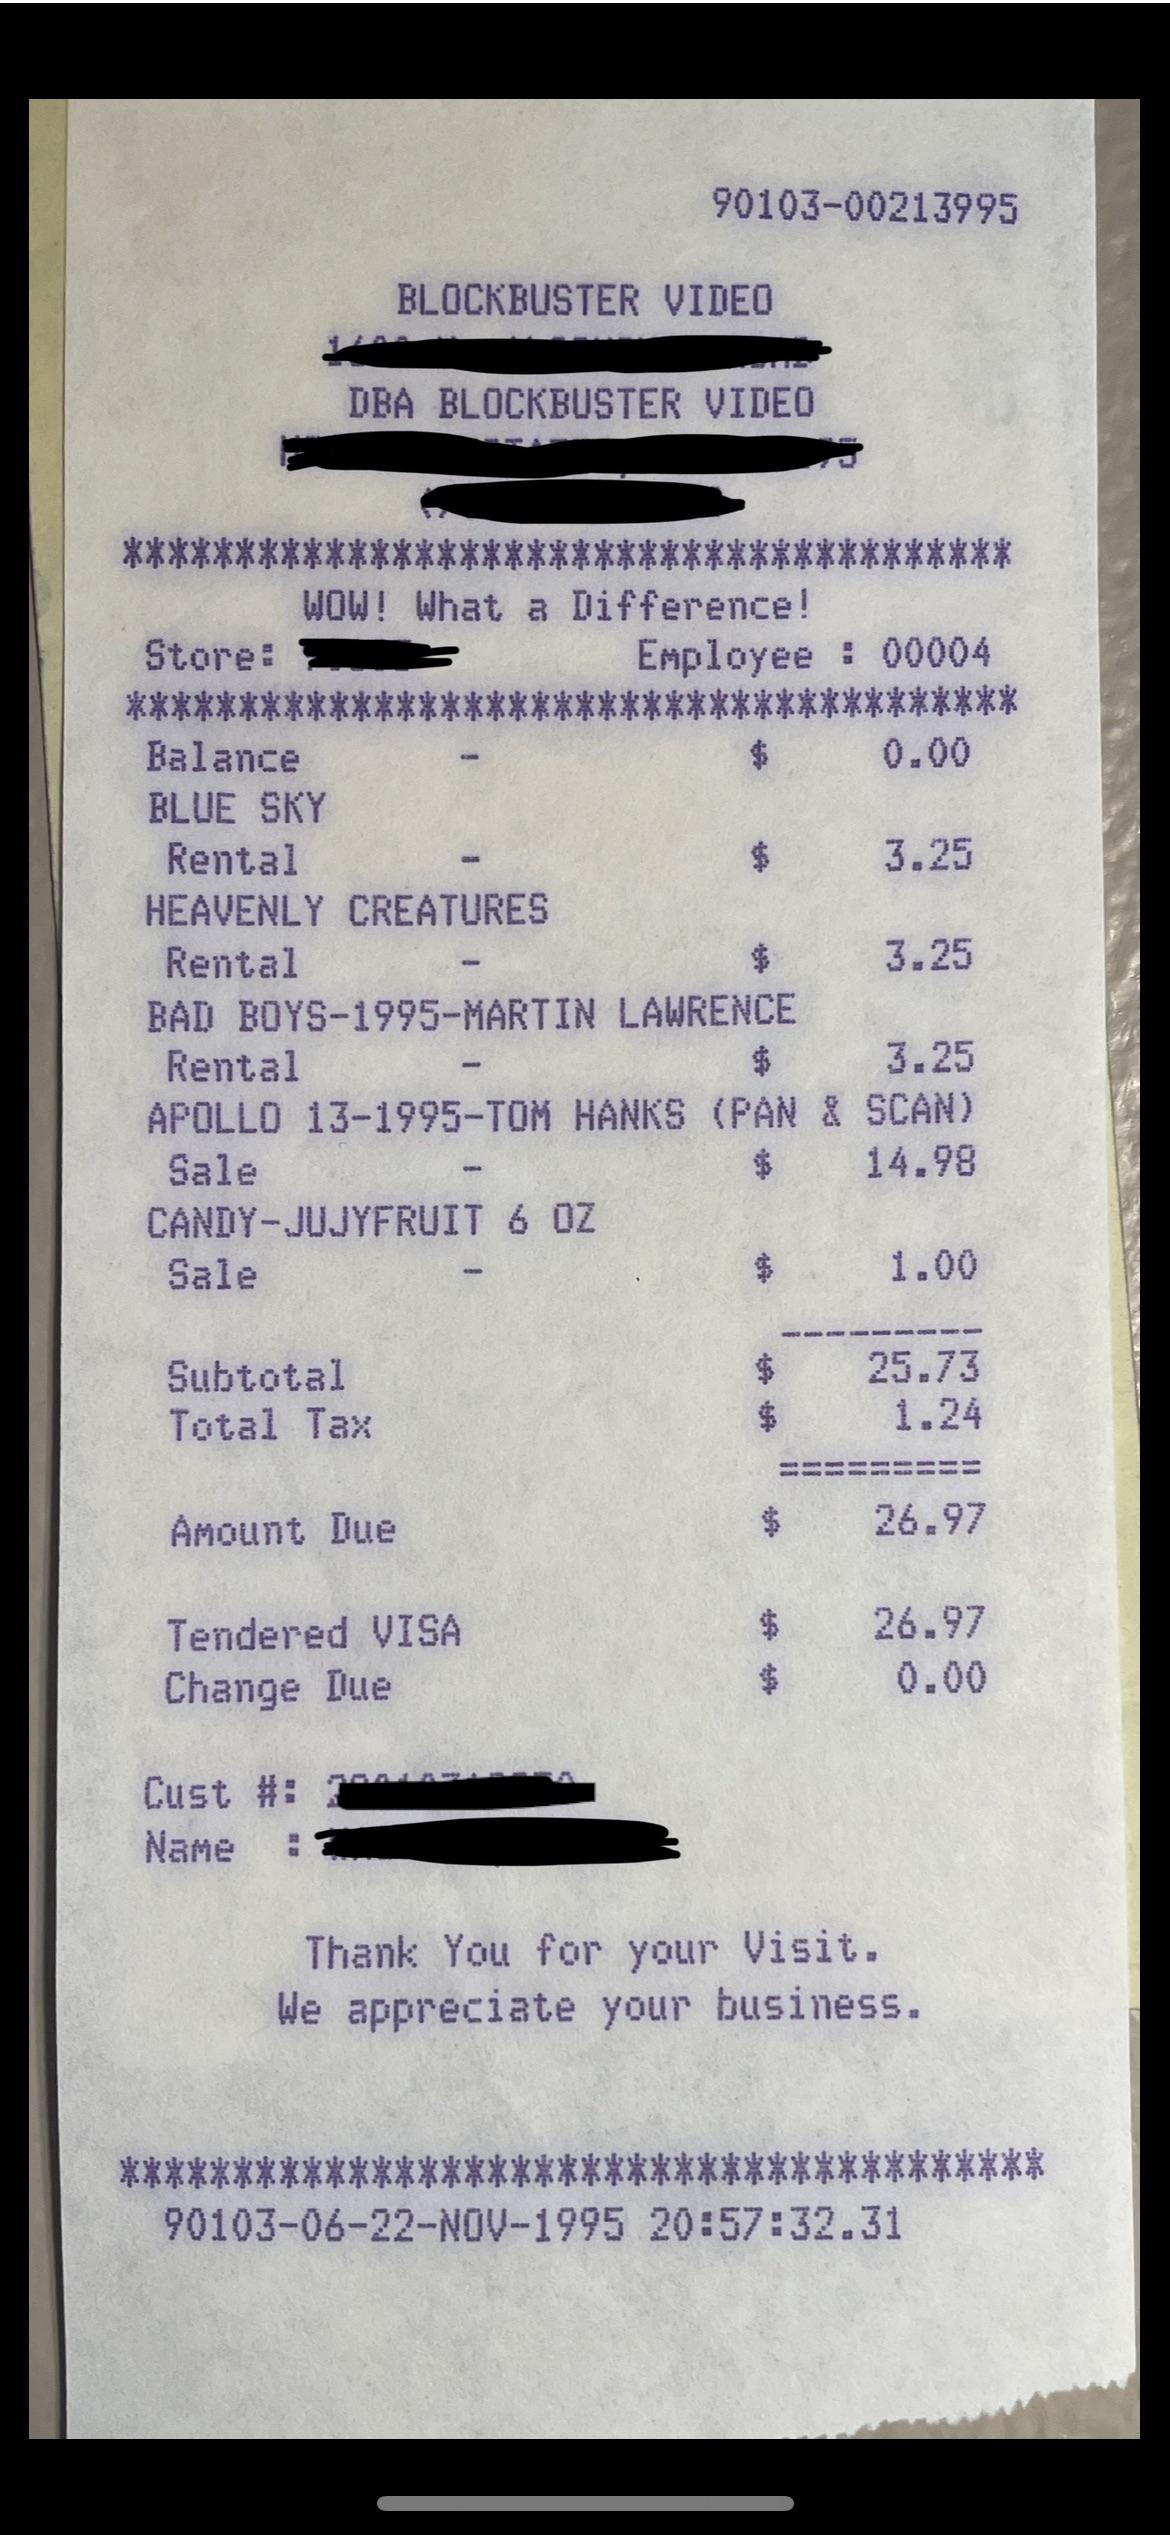 90103-00213995
BLOCKBUSTER VIDEO
DBA BLOCKBUSTER VIDEO
***************************************
WOW! What a Difference!
Store: Employee : 00004
***************************************
Balance - $ 0.00
BLUE SKY
Rental - $ 3.25
HEAVENLY CREATURES
Rental - $ 3.25
BAD BOYS-1995-MARTIN LAWRENCE
Rental - $ 3.25
APOLLO 13-1995-TOM HANKS (PAN & SCAN)
Sale - $ 14.98
CANDY-JUJYFRUIT 6 OZ
Sale - $ 1.00
---------
Subtotal $ 25.73
Total Tax $ 1.24
=========
Amount Due $ 26.97
Tendered VISA $ 26.97
Change Due $ 0.00
Cust #:
Name :
Thank You for your Visit.
We appreciate your business.
***************************************
90103-06-22-NOV-1995 20:57:32.31